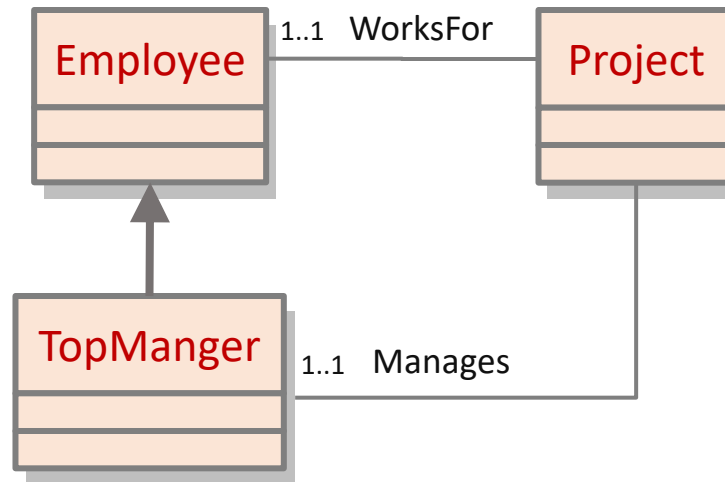 Employee
1..1 WorksFor
Project
TopManger
1..1 Manages